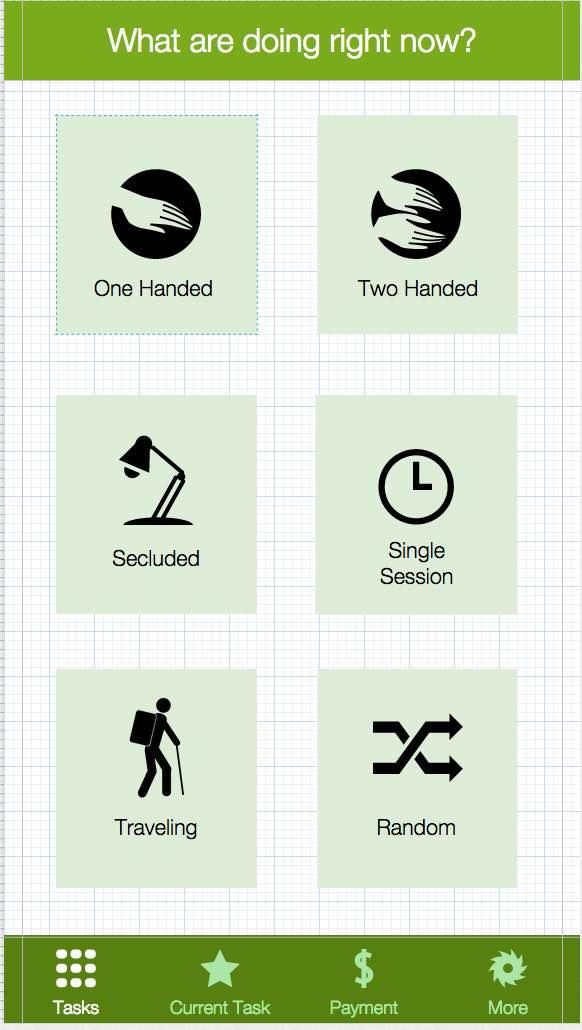 What are doing right now?
One Handed
Two Handed
Secluded
Single
Session
Traveling
Random
Tasks
Current Task
Payment
More